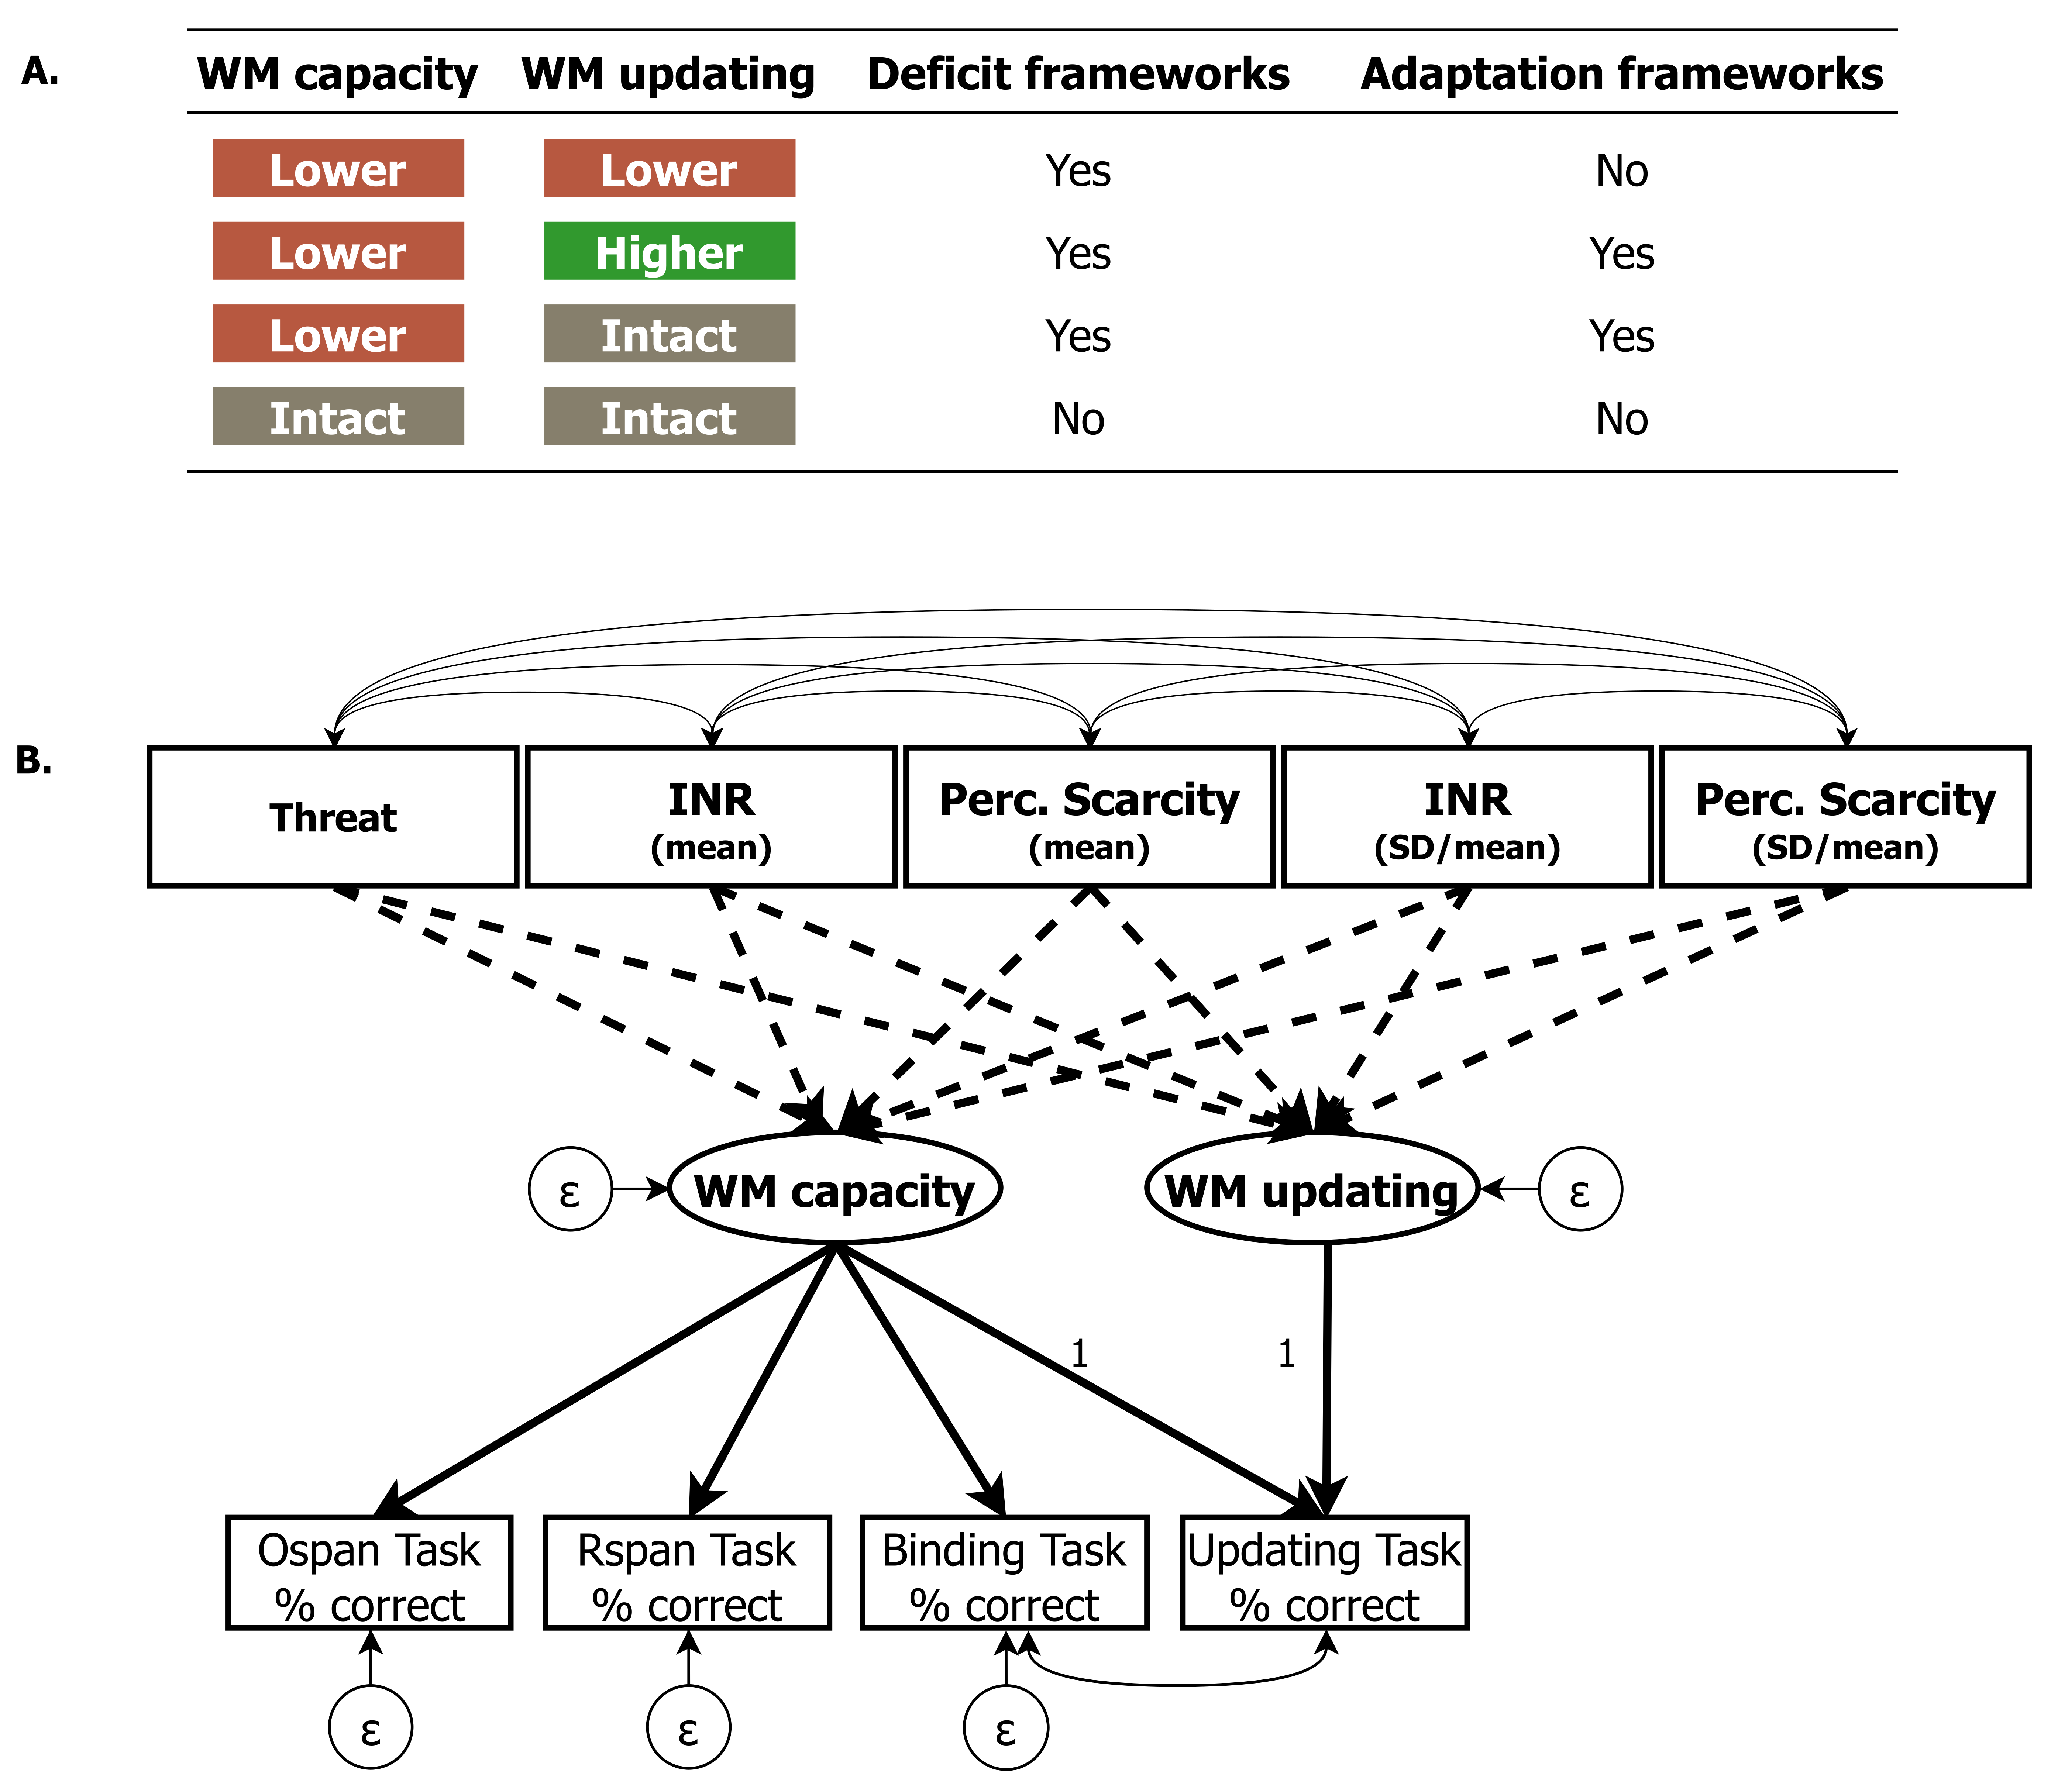 A.
WM capacity WM updating Deficit frameworks Adaptation frameworks
Lower Lower Yes No
Lower Higher Yes Yes
Lower Intact Yes Yes
Intact Intact No No
B.
Threat
INR
(mean)
Perc. Scarcity
(mean)
INR
(SD/mean)
Perc. Scarcity
(SD/mean)
ε
WM capacity
WM updating
ε
1
1
Ospan Task
% correct
Rspan Task
% correct
Binding Task
% correct
Updating Task
% correct
ε
ε
ε